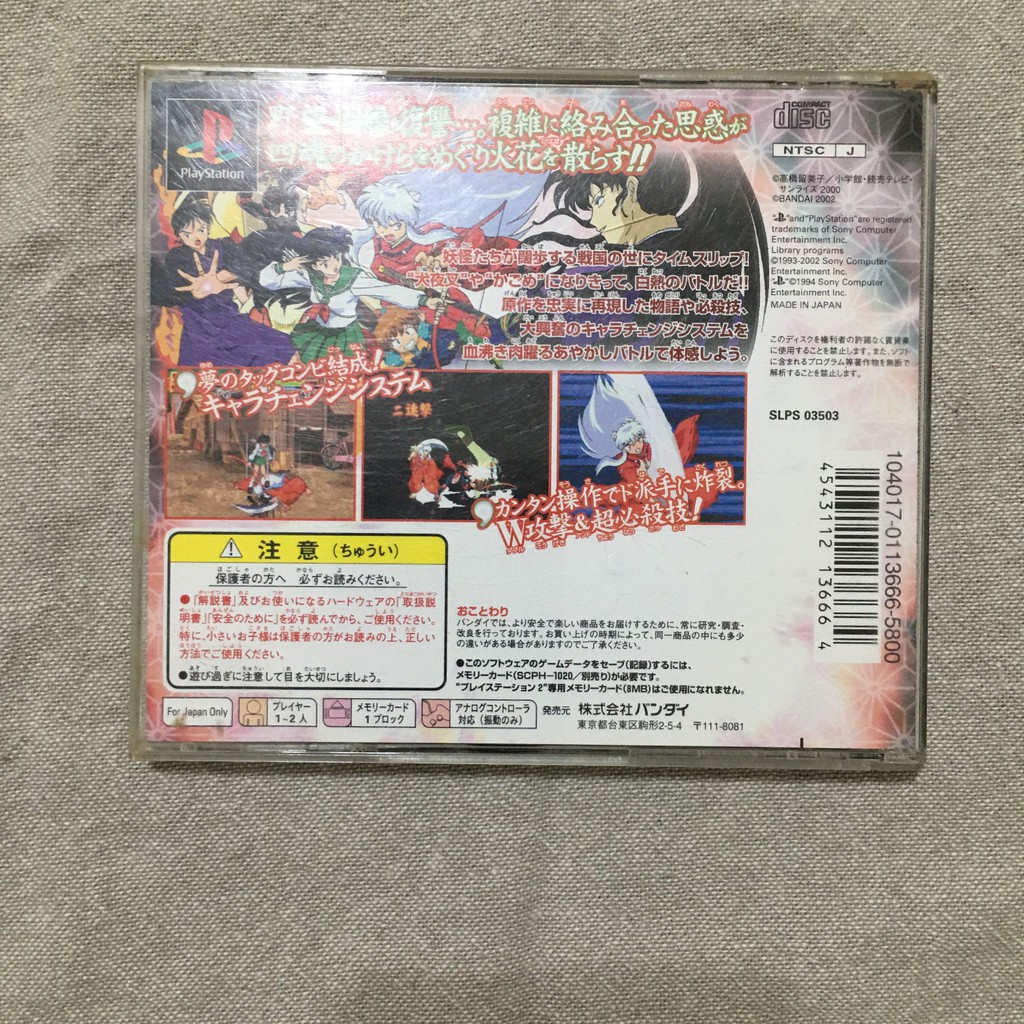 PlayStation
復讐…。複雑に絡み合った思惑が
四魂のかけらをめぐり火花を散らす!!
妖怪たちが闊歩する戦国の世にタイムスリップ!
"犬夜叉"や"かごめ"になりきって、白熱のバトルだ!!
原作を忠実に再現した物語や必殺技、
大興奮のキャラチェンジシステムを
血沸き肉躍るあやかしバトルで体感しよう。
夢のタッグコンビ結成!
キャラチェンジシステム
二連撃
カンタン操作でド派手に炸裂。
W攻撃&超必殺技!
COMPACT
disc
NTSC J
©高橋留美子/小学館・読売テレビ・
サンライズ 2000
©BANDAI 2002
"PS"and"PlayStation"are registered
trademarks of Sony Computer
Entertainment Inc.
Library programs
©1993-2002 Sony Computer
Entertainment Inc.
"PS"©1994 Sony Computer
Entertainment Inc.
MADE IN JAPAN
このディスクを権利者の許諾なく賃貸業
に使用することを禁止します。また、ソフト
に含まれるプログラム等著作物を無断で
解析することを禁止します。
SLPS 03503
4543112 136664
104017-0113666-5800
注意(ちゅうい)
保護者の方へ 必ずお読みください。
●「解説書」及びお使いになるハードウェアの「取扱説
明書」「安全のために」を必ず読んでから、ご使用ください。
特に、小さいお子様は保護者の方がお読みの上、正しい
方法でご使用ください。
●遊び過ぎに注意して目を大切にしましょう。
おことわり
バンダイでは、より安全で楽しい商品をお届けするために、常に研究・調査・
改良を行っております。お買い上げの時期によって、同一商品の中にも多少
の違いがある場合がありますのでご了承ください。
●このソフトウェアのゲームデータをセーブ(記録)するには、
メモリーカード(SCPH-1020/別売り)が必要です。
"プレイステーション 2"専用メモリーカード(8MB)はご使用になれません。
For Japan Only
プレイヤー
1~2人
メモリーカード
1ブロック
アナログコントローラ
対応(振動のみ)
発売元 株式会社 バンダイ
東京都台東区駒形2-5-4 〒111-8081